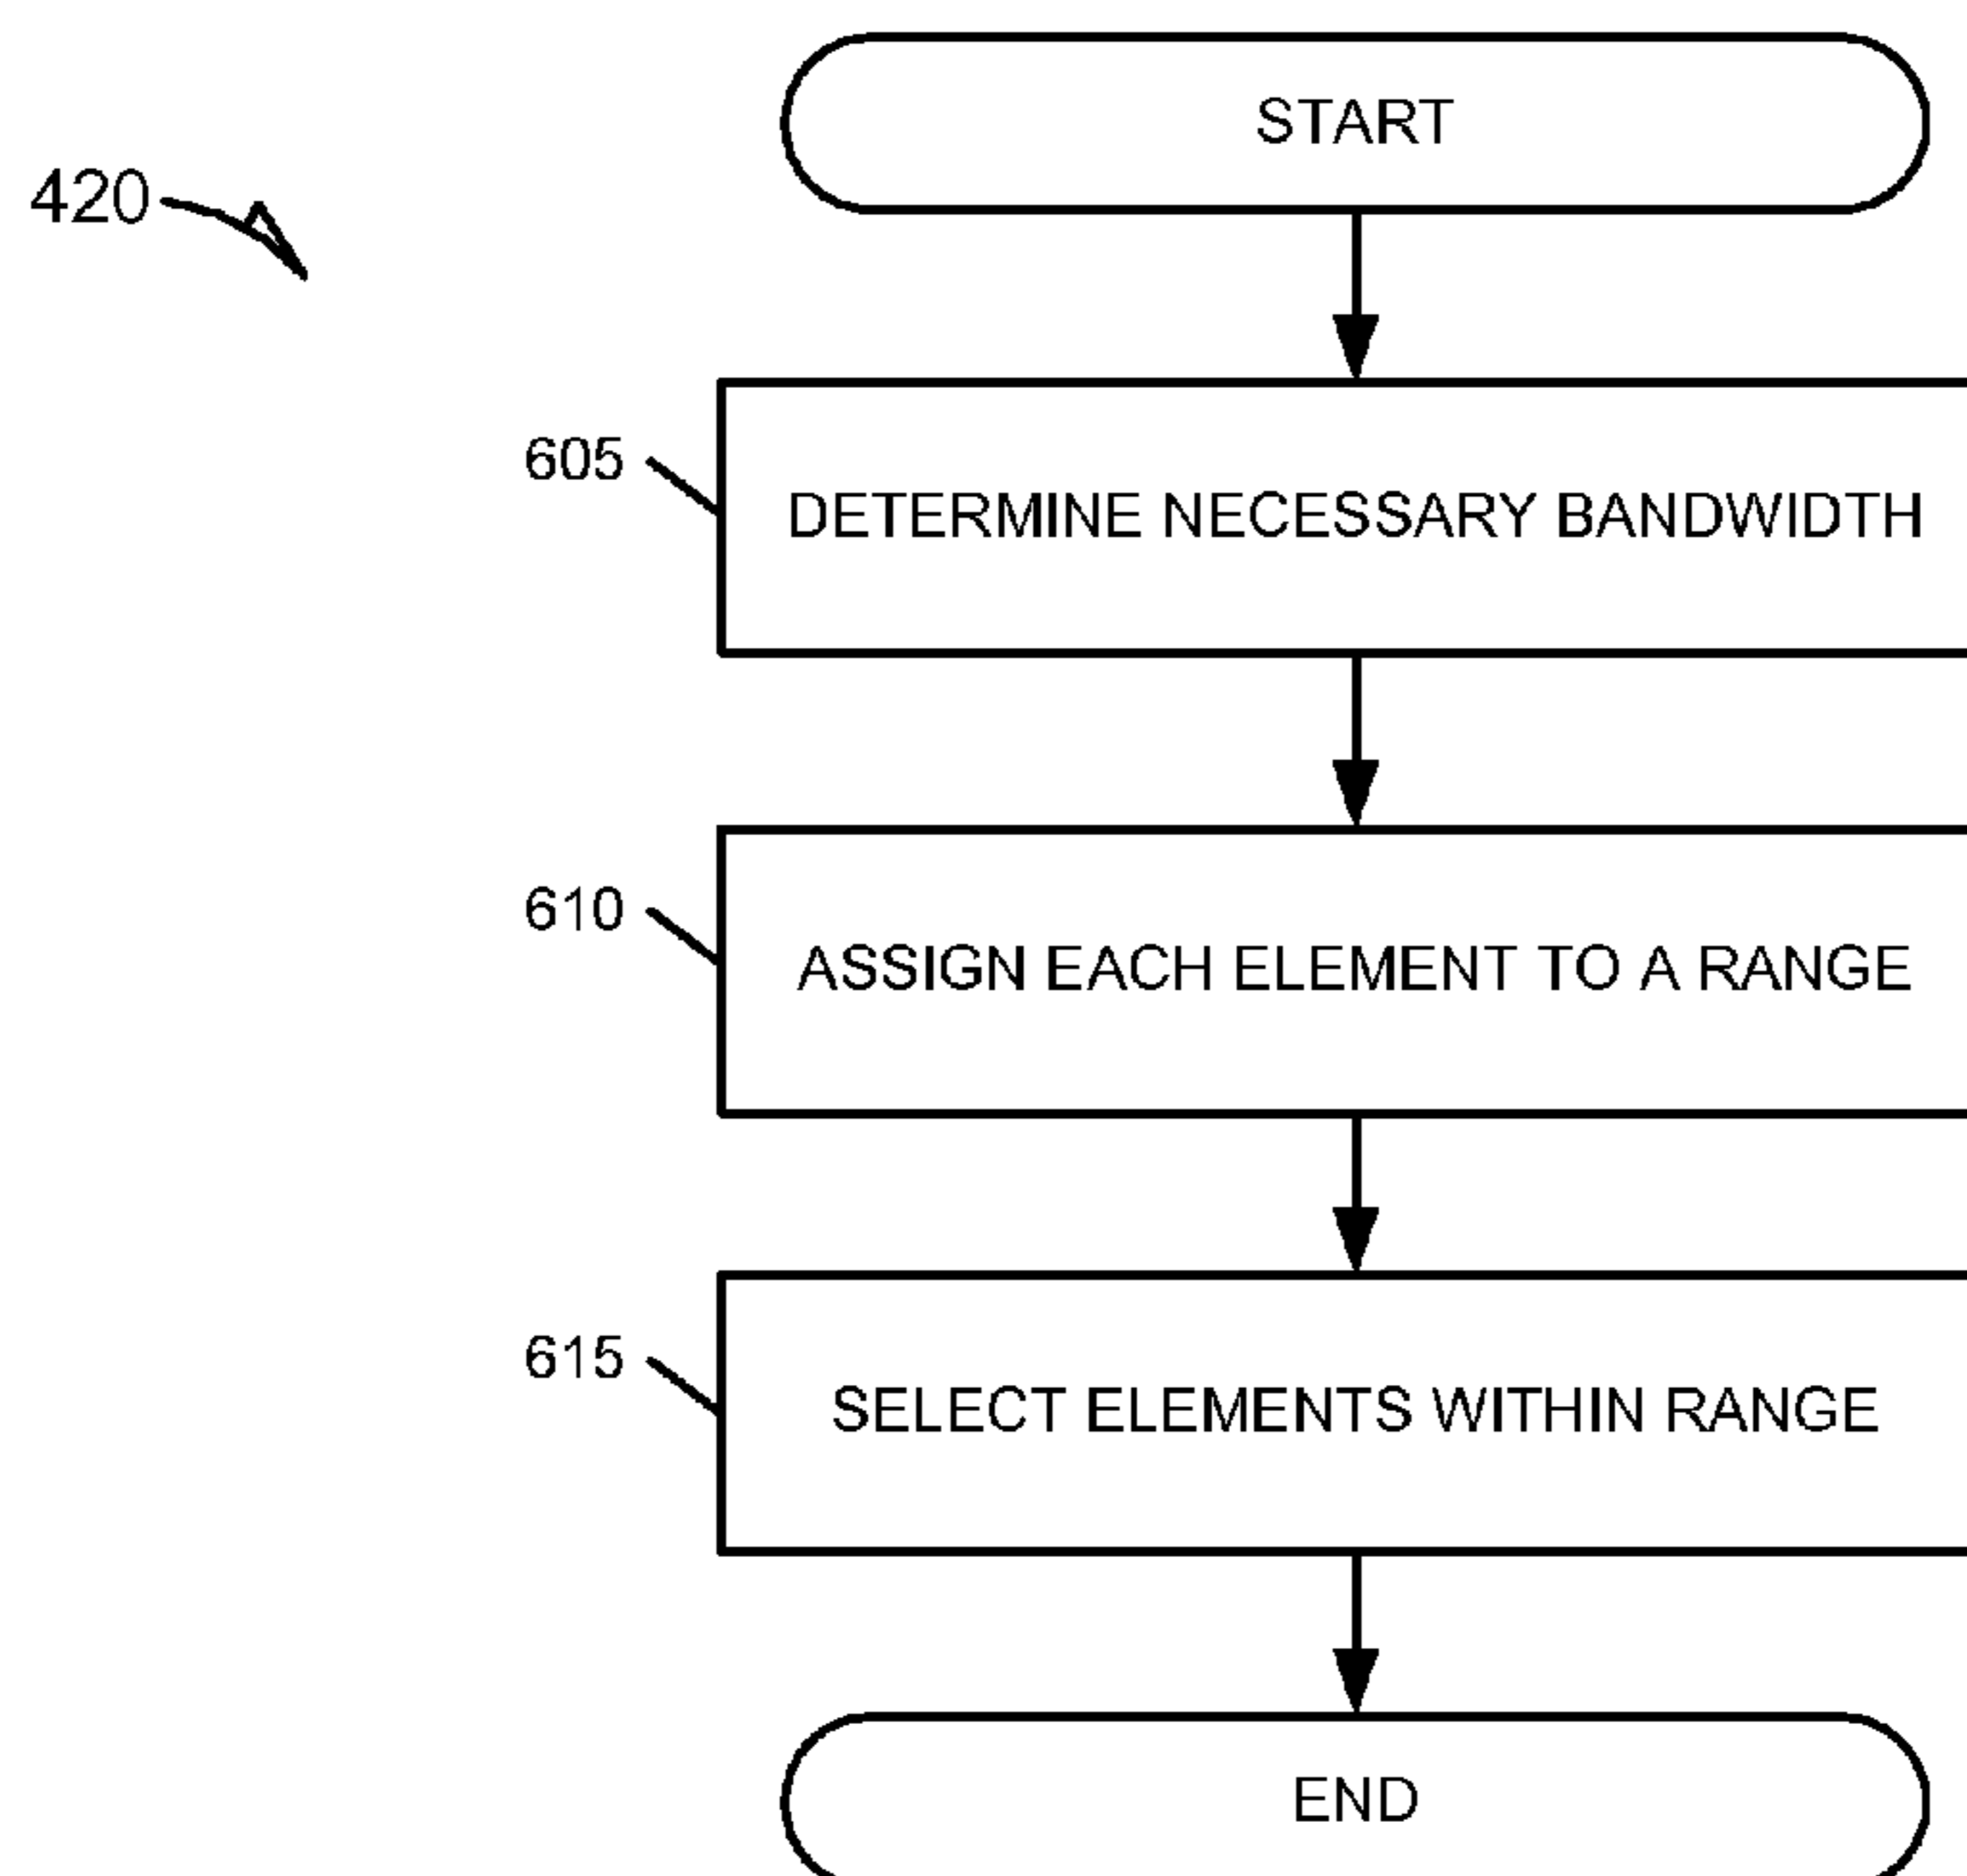 START
420
605
DETERMINE NECESSARY BANDWIDTH
610
ASSIGN EACH ELEMENT TO A RANGE
615
SELECT ELEMENTS WITHIN RANGE
END